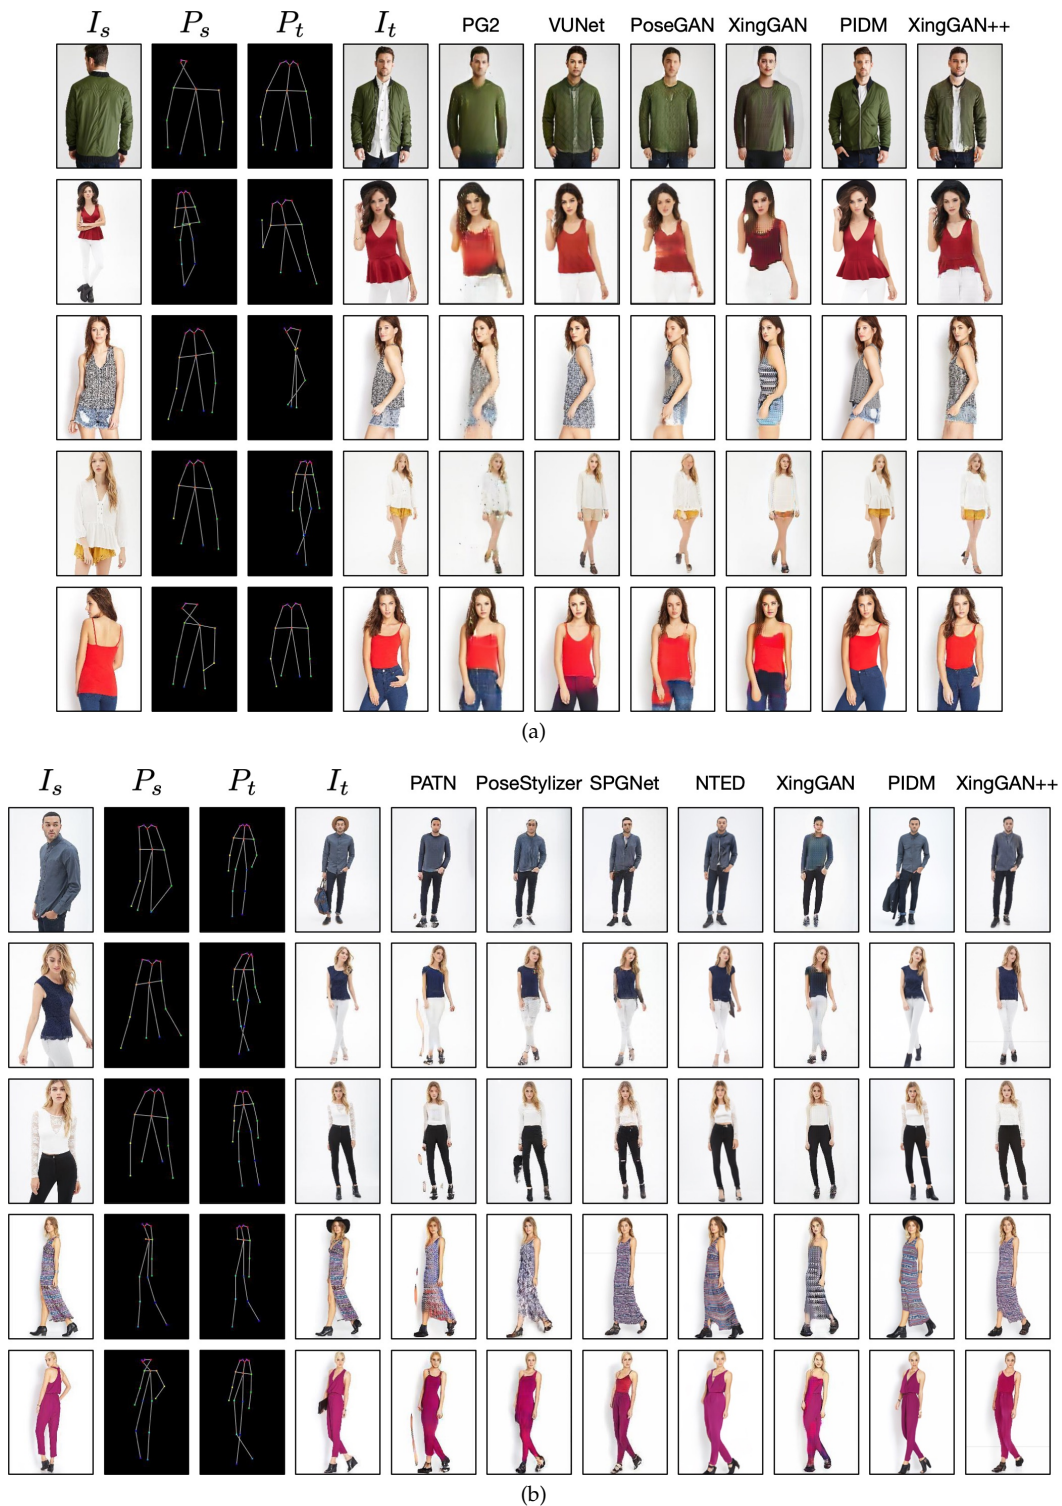 I_s P_s P_t I_t PG2 VUNet PoseGAN XingGAN PIDM XingGAN++
(a)
I_s P_s P_t I_t PATN PoseStylizer SPGNet NTED XingGAN PIDM XingGAN++
(b)